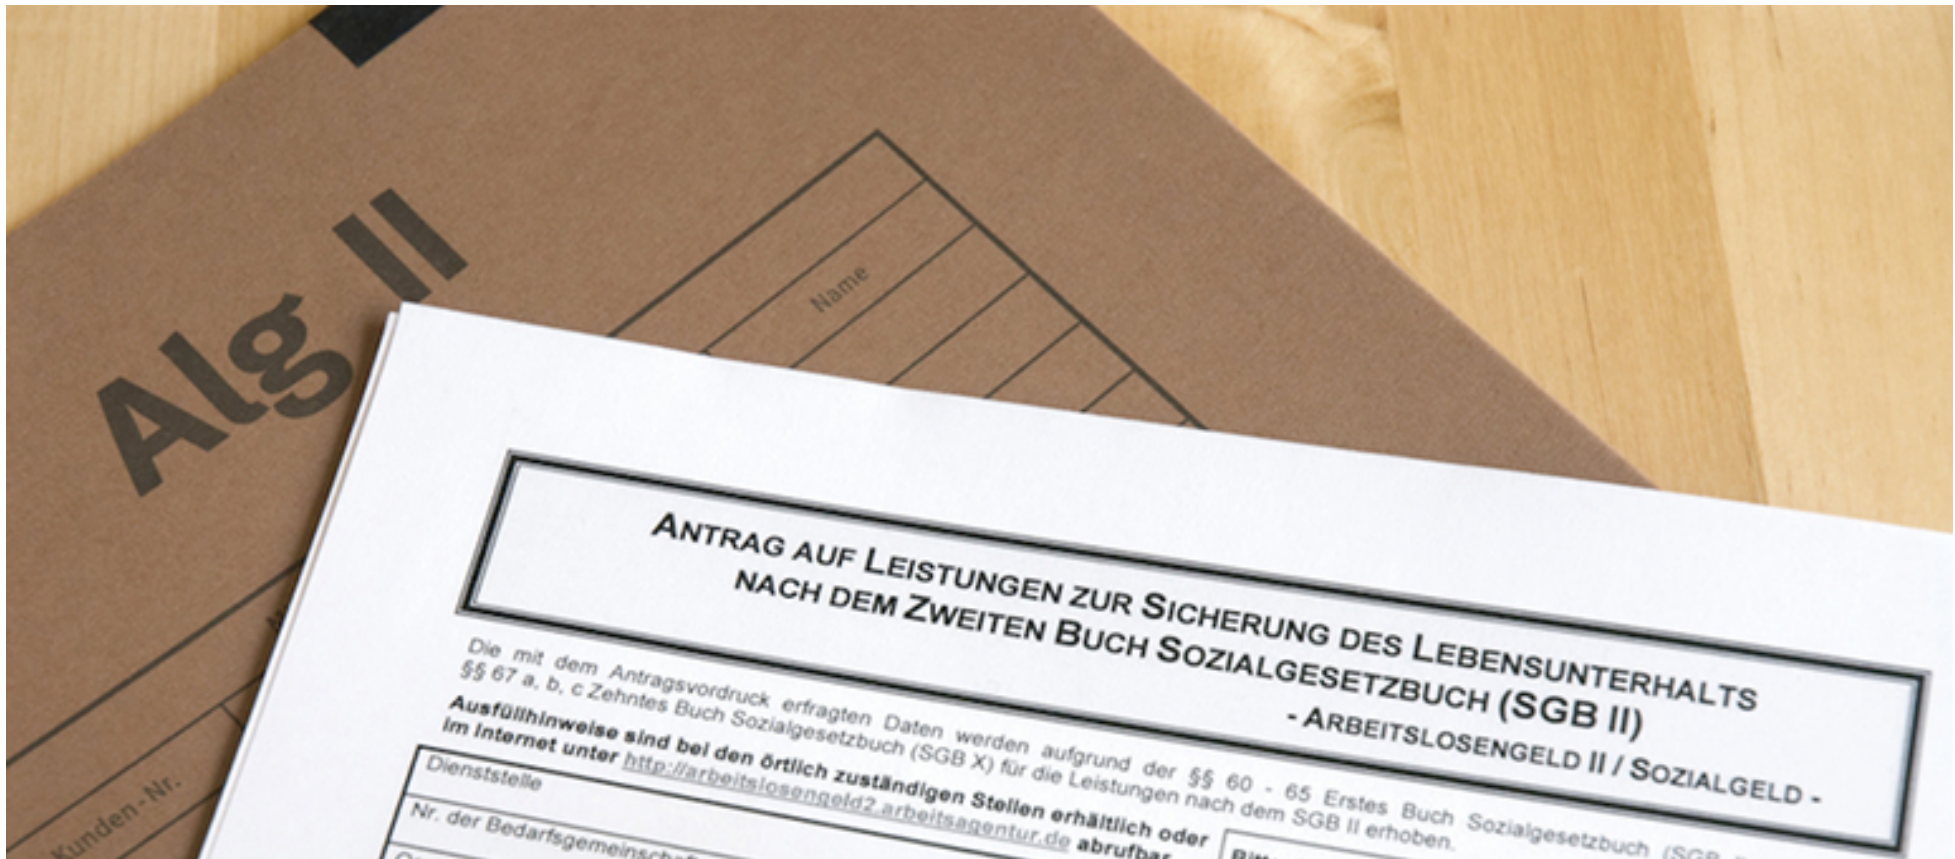 Alg II
Name
Kunden-Nr.
ANTRAG AUF LEISTUNGEN ZUR SICHERUNG DES LEBENSUNTERHALTS
NACH DEM ZWEITEN BUCH SOZIALGESETZBUCH (SGB II)
- ARBEITSLOSENGELD II / SOZIALGELD -
Die mit dem Antragsvordruck erfragten Daten werden aufgrund der §§ 60 - 65 Erstes Buch Sozialgesetzbuch (SGB
§§ 67 a, b, c Zehntes Buch Sozialgesetzbuch (SGB X) für die Leistungen nach dem SGB II erhoben.
Ausfüllhinweise sind bei den örtlich zuständigen Stellen erhältlich oder
im Internet unter http://arbeitslosengeld2.arbeitsagentur.de abrufbar
Dienststelle
Nr. der Bedarfsgemeinschaf